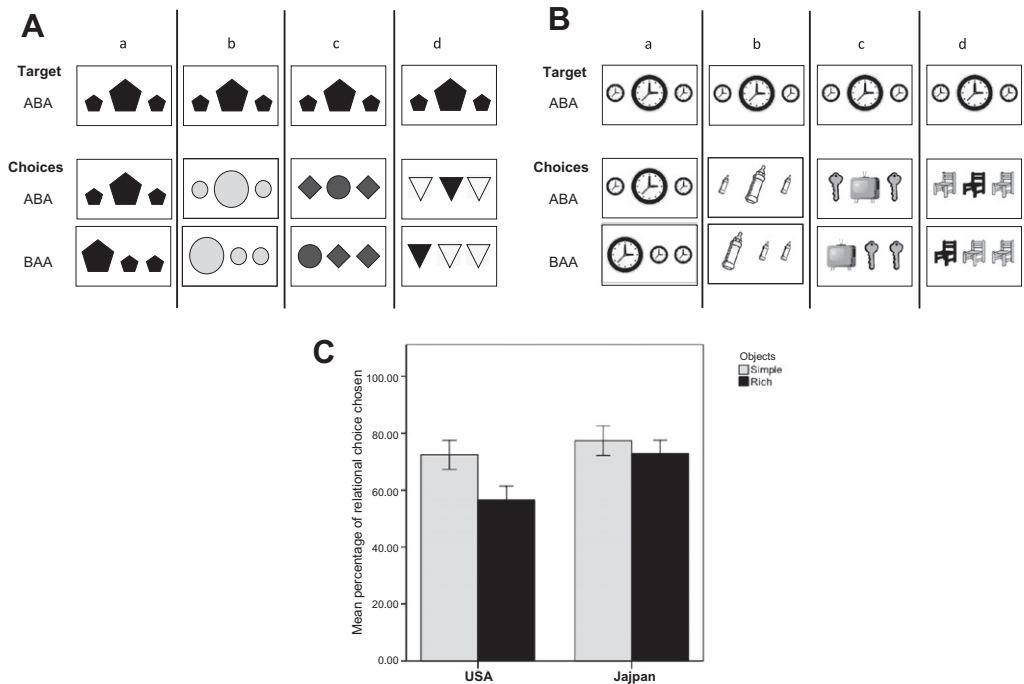 A
a b c d
Target
ABA
Choices
ABA
BAA
B
a b c d
Target
ABA
Choices
ABA
BAA
C
Mean percentage of relational choice chosen
100.00
80.00
60.00
40.00
20.00
0.00
USA Jajpan
Objects
Simple
Rich